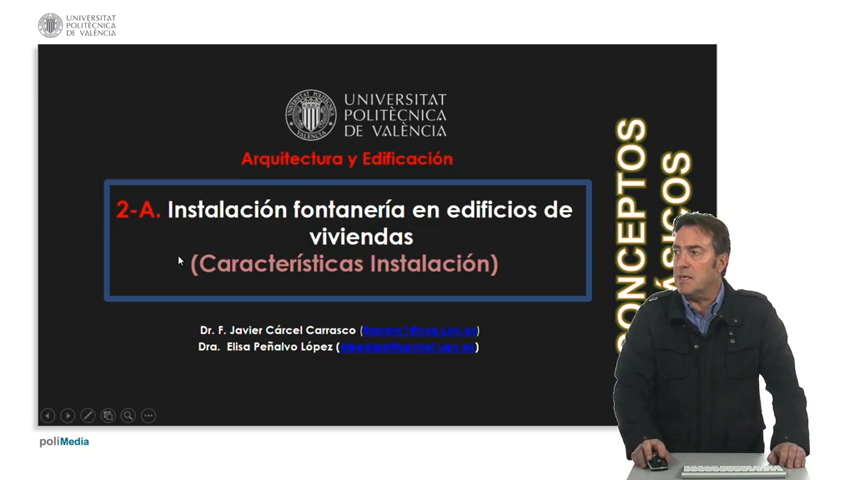 UNIVERSITAT
POLITÈCNICA
DE VALÈNCIA
UNIVERSITAT
POLITÈCNICA
DE VALÈNCIA
Arquitectura y Edificación
2-A. Instalación fontanería en edificios de
viviendas
(Características Instalación)
Dr. F. Javier Cárcel Carrasco (
Dra. Elisa Peñalvo López (
CONCEPTOS
poliMedia